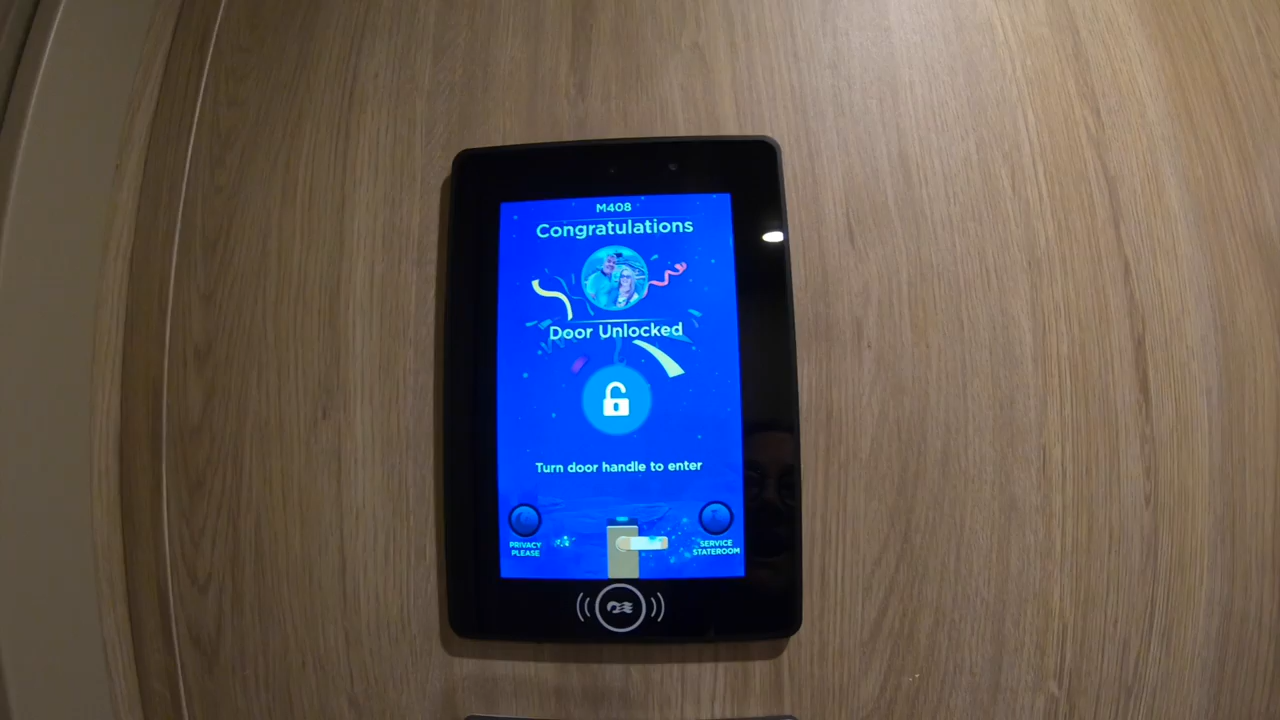 M408
Congratulations
Door Unlocked
Turn door handle to enter
PRIVACY
PLEASE
SERVICE
STATEROOM